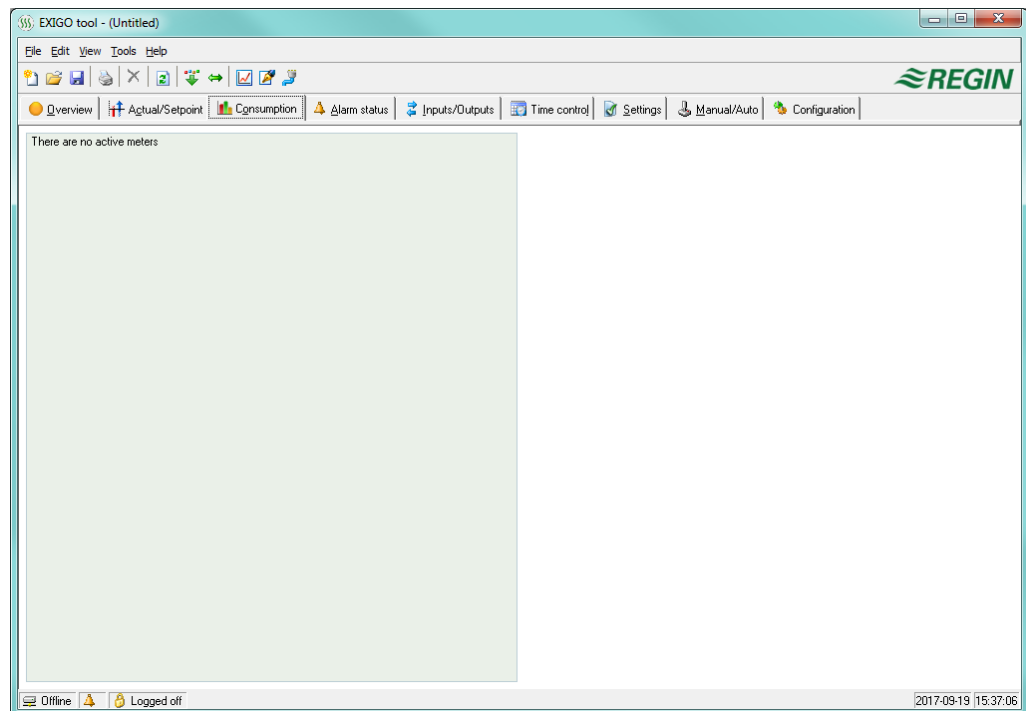 EXIGO tool - (Untitled)
File Edit View Tools Help
REGIN
Overview Actual/Setpoint Consumption Alarm status Inputs/Outputs Time control Settings Manual/Auto Configuration
There are no active meters
Offline Logged off 2017-09-19 15:37:06